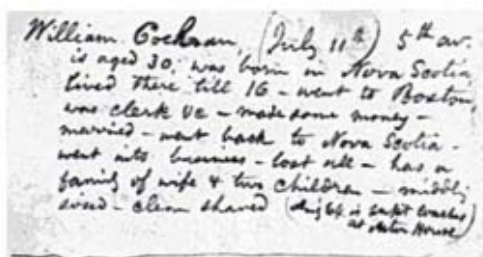 William Cochran, (July 11th) 5th av.
is aged 30, was born in Nova Scotia,
lived there till 16 - went to Boston,
was clerk &c - made some money -
married - went back to Nova Scotia -
went into business - lost all - has a
family of wife & two children - middling
sized - clean shaved (
at Astor House)